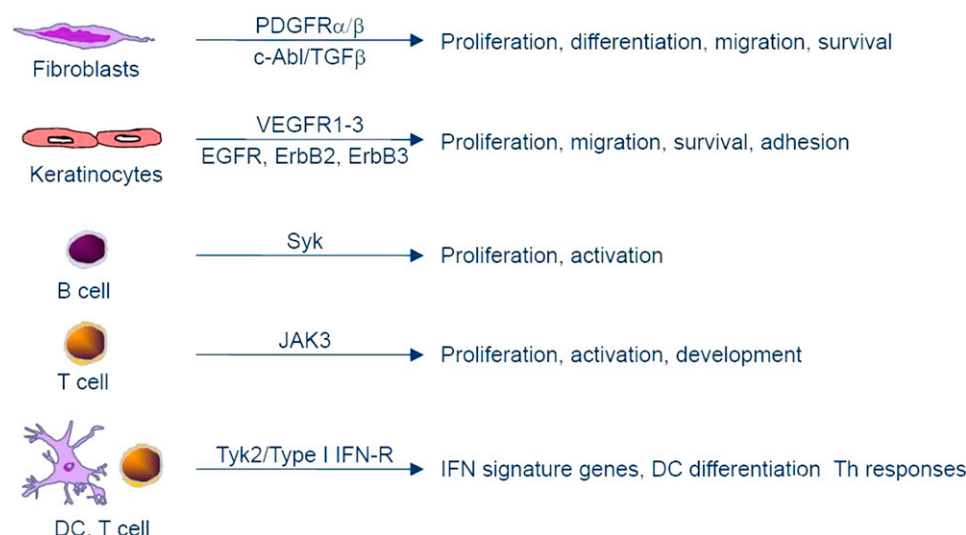 PDGFRα/β
c-Abl/TGFβ
Fibroblasts
Proliferation, differentiation, migration, survival
VEGFR1-3
EGFR, ErbB2, ErbB3
Keratinocytes
Proliferation, migration, survival, adhesion
Syk
B cell
Proliferation, activation
JAK3
T cell
Proliferation, activation, development
Tyk2/Type I IFN-R
DC, T cell
IFN signature genes, DC differentiation Th responses